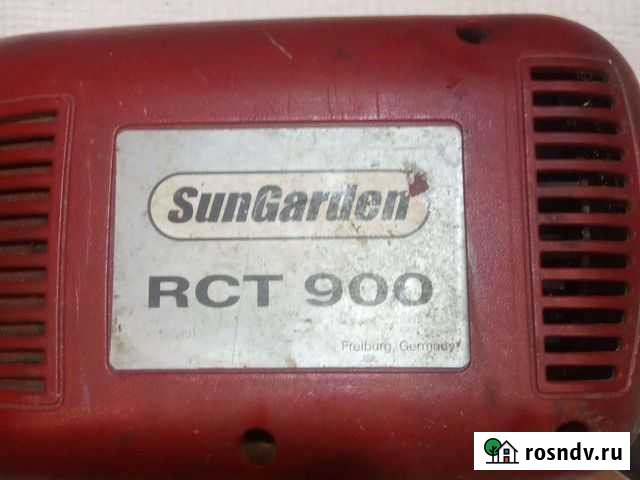 SunGarden
RCT 900
Freiburg, Germany
rosndv.ru